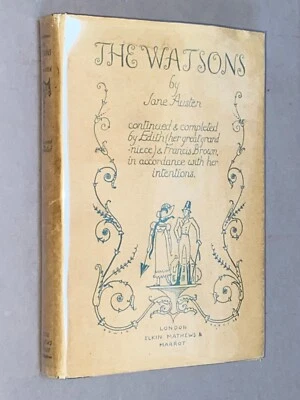 THE WATSONS
by
Jane Austen
continued & completed
by Edith (her great grand
-niece) & Francis Brown,
in accordance with her
intentions.
LONDON
ELKIN MATHEWS &
MARROT